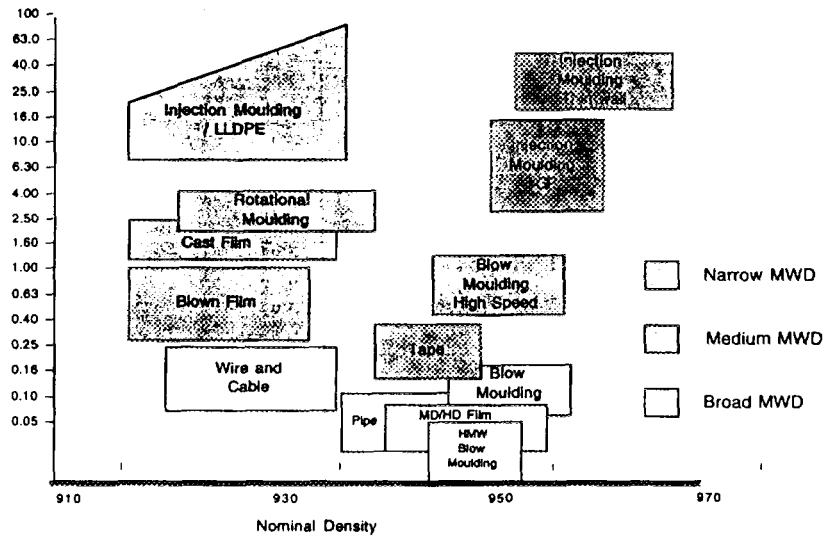 100
63.0
40.0
25.0
16.0
10.0
6.30
4.00
2.50
1.60
1.00
0.63
0.40
0.25
0.16
0.10
0.05
Injection Moulding
/ LLDPE
Injection
Moulding
Injection
Moulding
Rotational
Moulding
Cast Film
Blown Film
Blow
Moulding
High Speed
Tape
Wire and
Cable
Blow
Moulding
Pipe
MD/HD Film
HMW
Blow
Moulding
Narrow MWD
Medium MWD
Broad MWD
910
930
950
970
Nominal Density